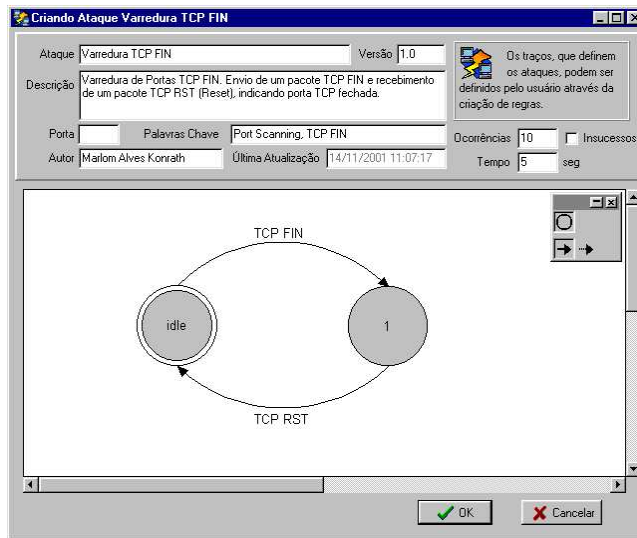 Criando Ataque Varredura TCP FIN
Ataque Varredura TCP FIN Versão 1.0
Descrição Varredura de Portas TCP FIN. Envio de um pacote TCP FIN e recebimento
de um pacote TCP RST (Reset), indicando porta TCP fechada.
Os traços, que definem
os ataques, podem ser
definidos pelo usuário através da
criação de regras.
Porta Palavras Chave Port Scanning, TCP FIN
Ocorrências 10 Insucessos
Autor Marlom Alves Konrath Última Atualização 14/11/2001 11:07:17
Tempo 5 seg
TCP FIN
idle
1
TCP RST
OK
Cancelar